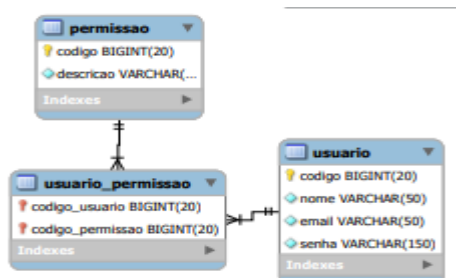 permissao
codigo BIGINT(20)
descricao VARCHAR(...
Indexes
usuario_permissao
codigo_usuario BIGINT(20)
codigo_permissao BIGINT(20)
Indexes
usuario
codigo BIGINT(20)
nome VARCHAR(50)
email VARCHAR(50)
senha VARCHAR(150)
Indexes